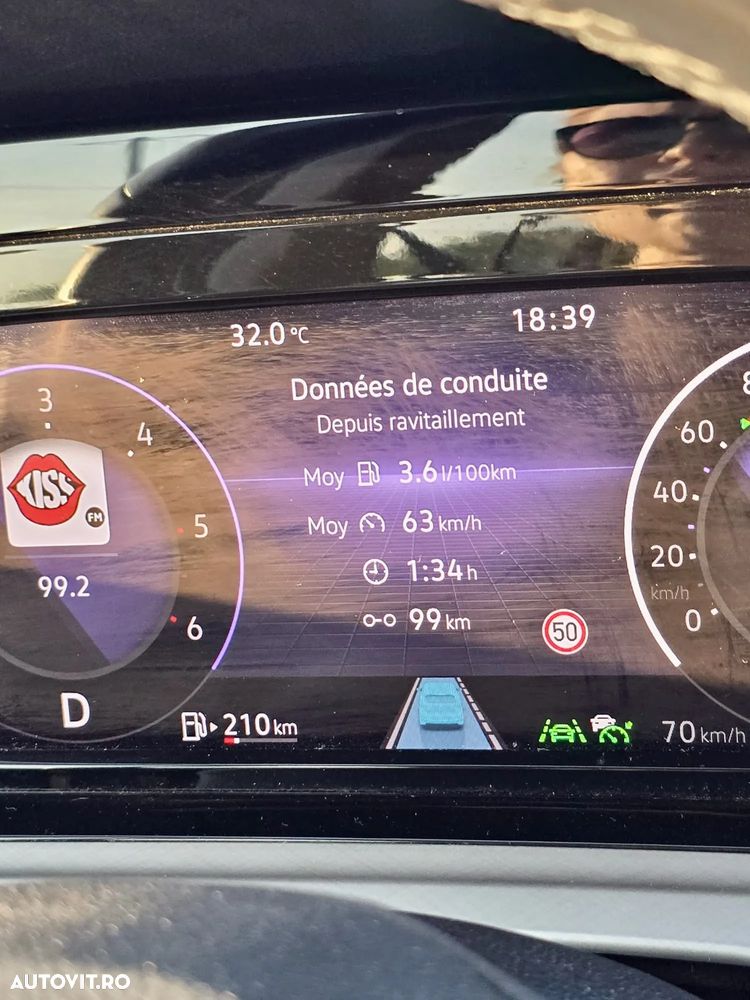 32.0 °C
18:39
Données de conduite
Depuis ravitaillement
Moy 3.6 l/100km
Moy 63 km/h
1:34 h
99 km
50
3
4
5
6
KISS
FM
99.2
D
210 km
8
60
40
20
km/h
0
70 km/h
AUTOVIT.RO